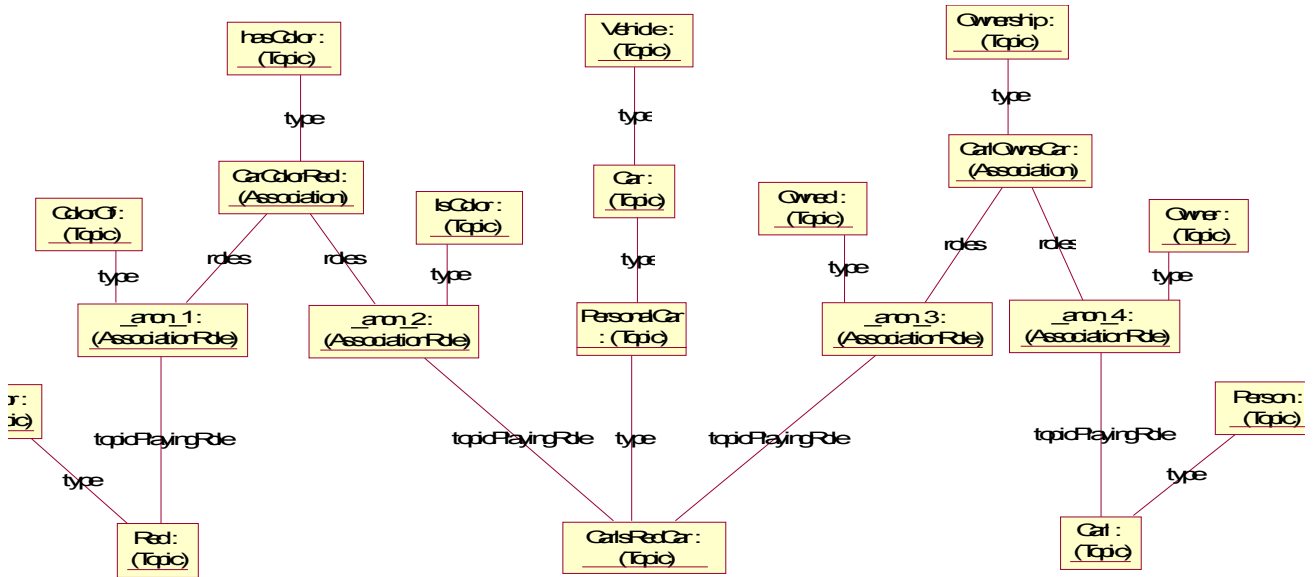 hasColor :
(Topic)
Vehicle :
(Topic)
Ownership :
(Topic)
type
type
type
CarColorRed :
(Association)
CarlOwnsCar :
(Association)
Car :
(Topic)
ColorOf :
(Topic)
IsColor :
(Topic)
Owned :
(Topic)
Owner :
(Topic)
roles
roles
roles
roles
type
type
type
type
type
_anon_1 :
(AssociationRole)
_anon_2 :
(AssociationRole)
PersonalCar
: (Topic)
_anon_3 :
(AssociationRole)
_anon_4 :
(AssociationRole)
or :
pic)
Person :
(Topic)
topicPlayingRole
topicPlayingRole
type
topicPlayingRole
topicPlayingRole
type
type
Red :
(Topic)
CarlsRedCar :
(Topic)
Carl :
(Topic)